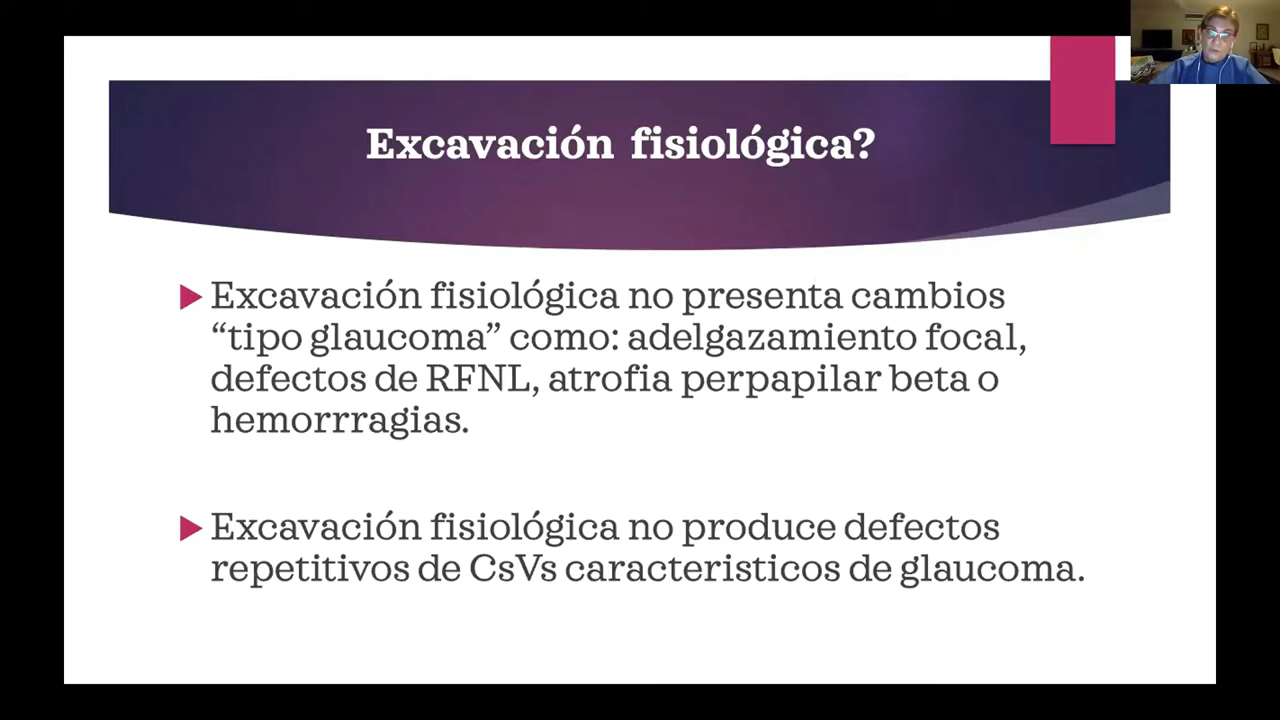 Excavación fisiológica?
Excavación fisiológica no presenta cambios
“tipo glaucoma” como: adelgazamiento focal,
defectos de RFNL, atrofia perpapilar beta o
hemorrragias.
Excavación fisiológica no produce defectos
repetitivos de CsVs caracteristicos de glaucoma.